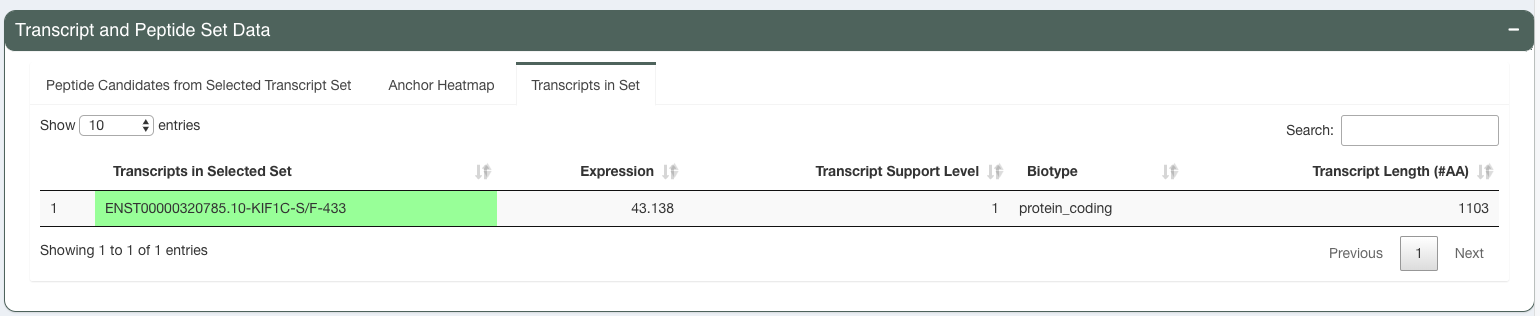 Transcript and Peptide Set Data
Peptide Candidates from Selected Transcript Set Anchor Heatmap Transcripts in Set
Show 10 entries
Search:
Transcripts in Selected Set Expression Transcript Support Level Biotype Transcript Length (#AA)
1 ENST00000320785.10-KIF1C-S/F-433 43.138 1 protein_coding 1103
Showing 1 to 1 of 1 entries
Previous 1 Next